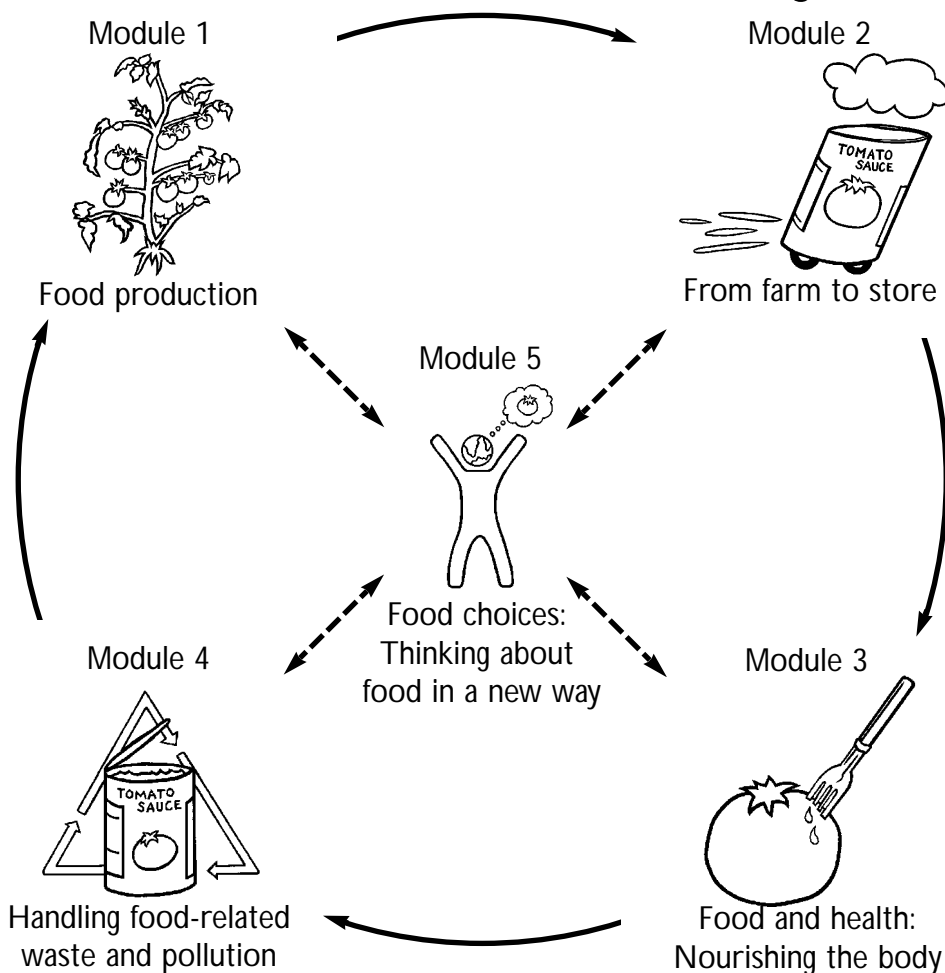 Module 1
Food production
Module 2
TOMATO
SAUCE
From farm to store
Module 5
Food choices:
Thinking about
food in a new way
Module 4
TOMATO
SAUCE
Handling food-related
waste and pollution
Module 3
Food and health:
Nourishing the body